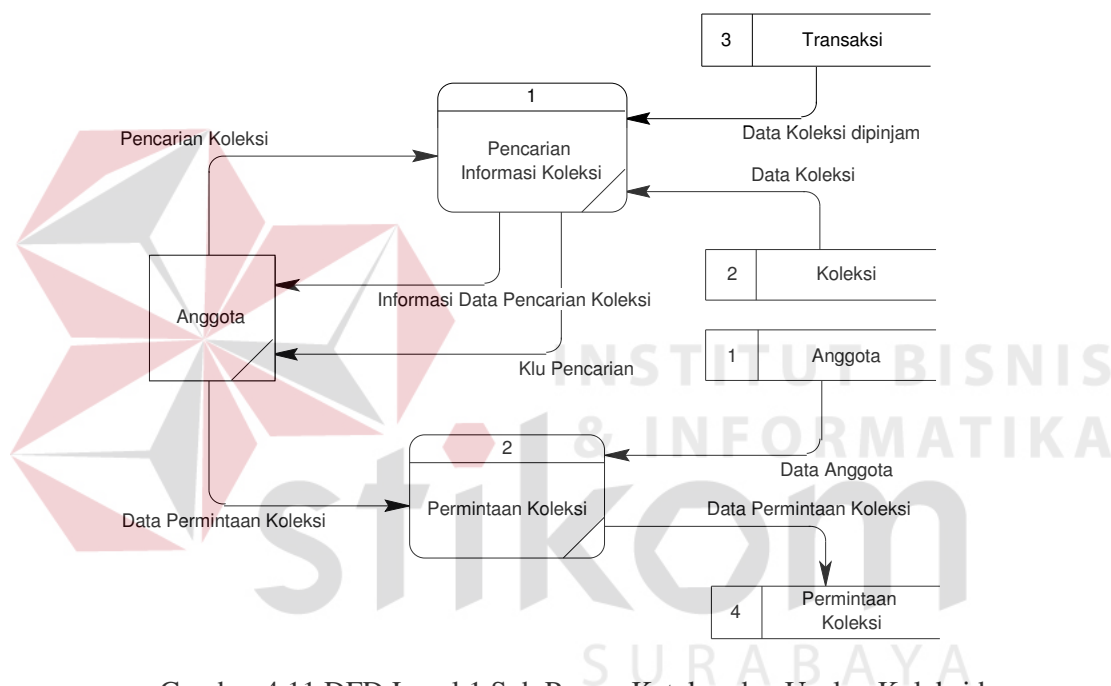 3
Transaksi
1
Pencarian
Informasi Koleksi
Pencarian Koleksi
Data Koleksi dipinjam
Data Koleksi
2
Koleksi
Anggota
Informasi Data Pencarian Koleksi
Klu Pencarian
1
Anggota
INSTITUT BISNIS
& INFORMATIKA
stikom
SURABAYA
2
Permintaan Koleksi
Data Anggota
Data Permintaan Koleksi
Data Permintaan Koleksi
4
Permintaan
Koleksi